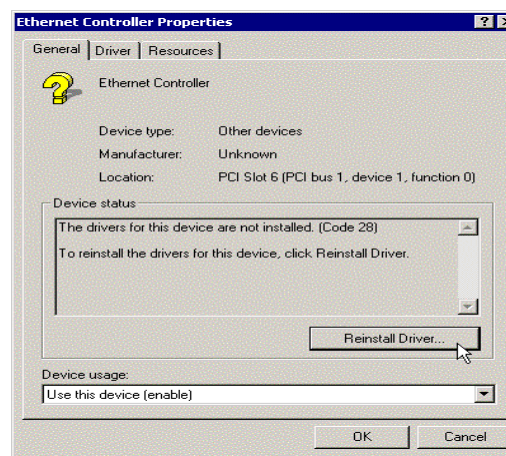 Ethernet Controller Properties
General Driver Resources
Ethernet Controller
Device type: Other devices
Manufacturer: Unknown
Location: PCI Slot 6 (PCI bus 1, device 1, function 0)
Device status
The drivers for this device are not installed. (Code 28)
To reinstall the drivers for this device, click Reinstall Driver.
Reinstall Driver...
Device usage:
Use this device (enable)
OK Cancel